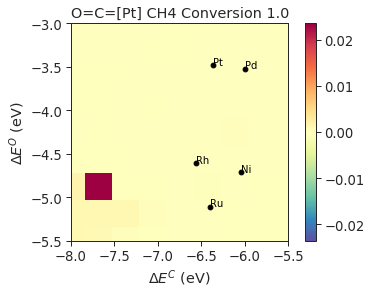 O=C=[Pt] CH4 Conversion 1.0
−3.0
−3.5
−4.0
−4.5
−5.0
−5.5
ΔE^O (eV)
Pt
Pd
Rh
Ni
Ru
−8.0 −7.5 −7.0 −6.5 −6.0 −5.5
ΔE^C (eV)
0.02
0.01
0.00
−0.01
−0.02